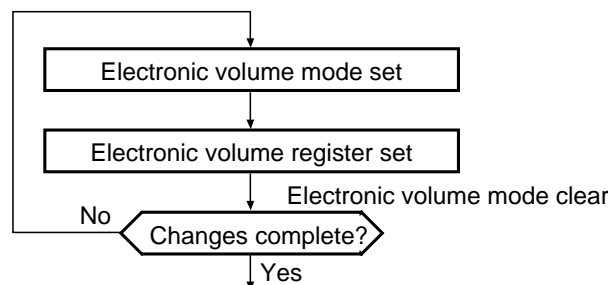 Electronic volume mode set
Electronic volume register set
Electronic volume mode clear
No
Changes complete?
Yes